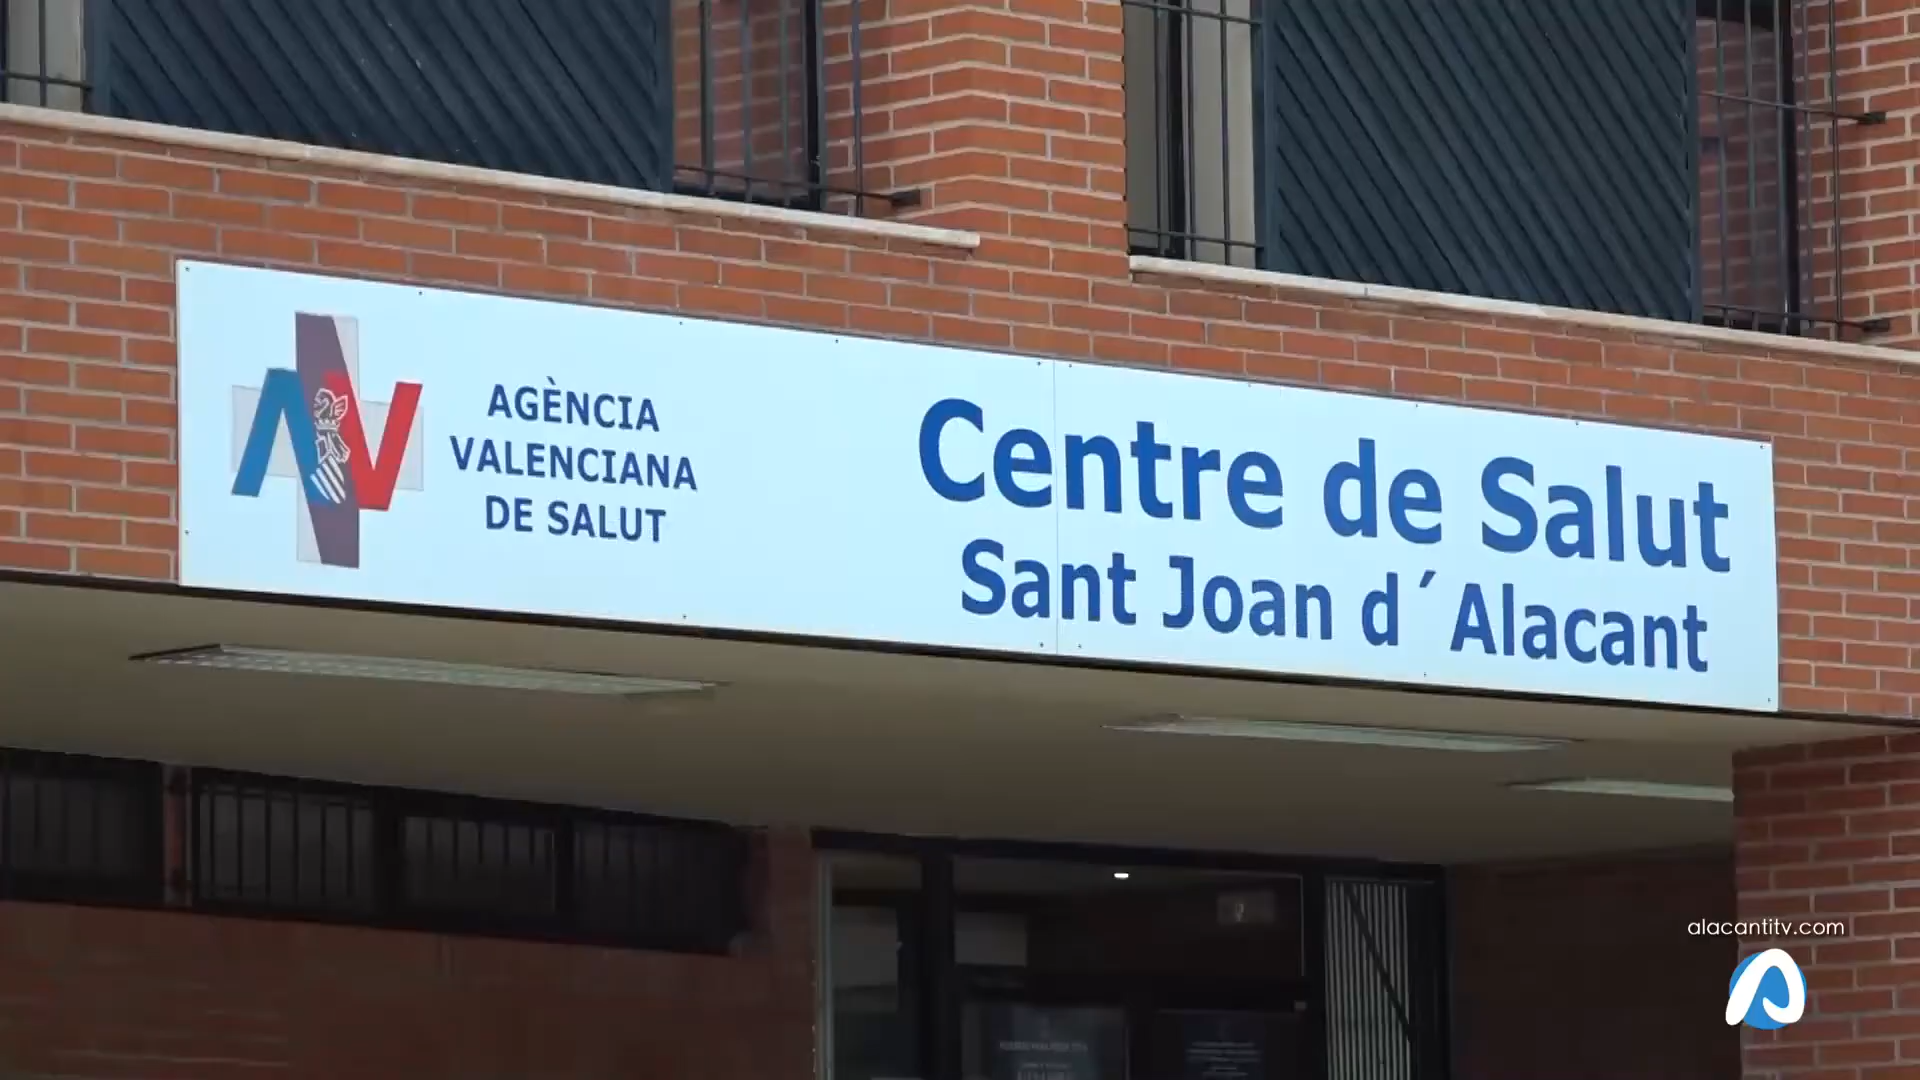 AGÈNCIA
VALENCIANA
DE SALUT
Centre de Salut
Sant Joan d´Alacant
alacantitv.com